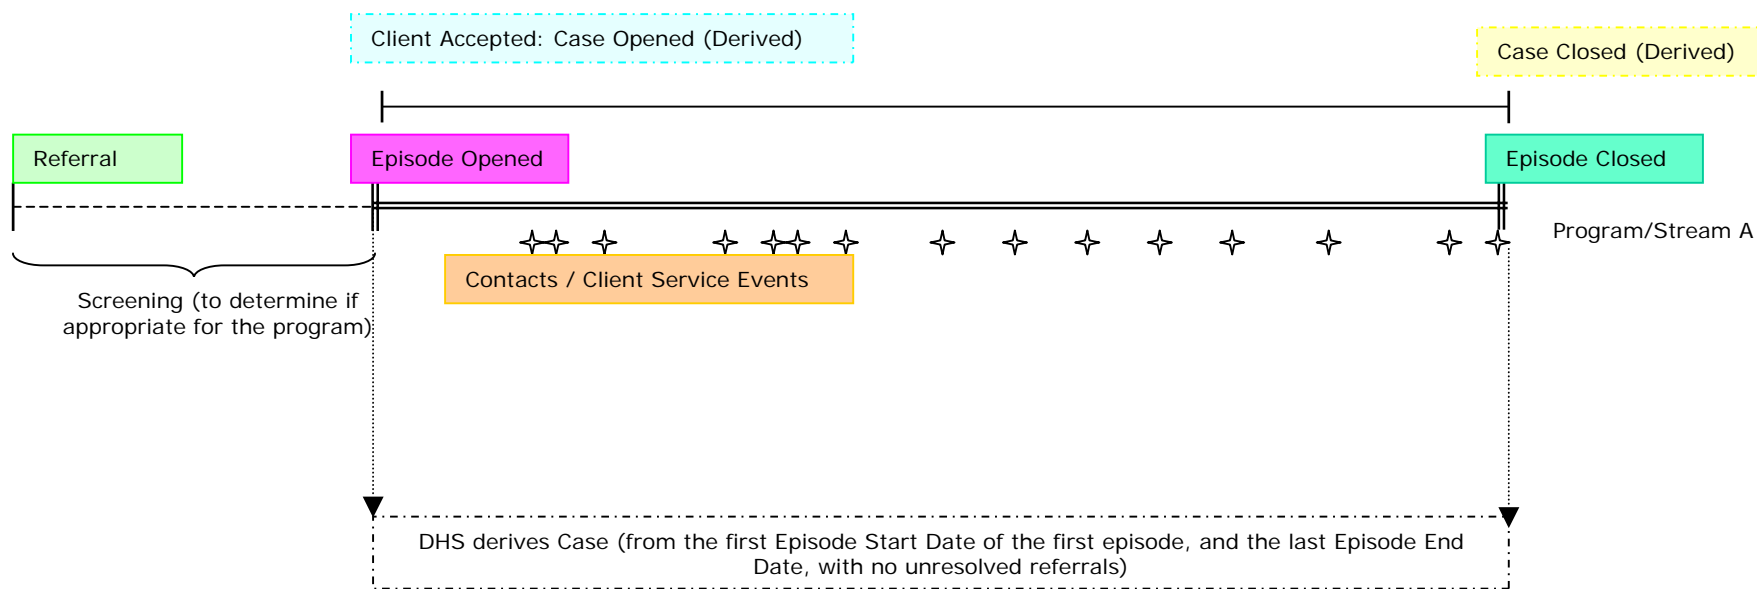 Client Accepted: Case Opened (Derived)
Case Closed (Derived)
Referral
Episode Opened
Episode Closed
Program/Stream A
Contacts / Client Service Events
Screening (to determine if
appropriate for the program)
DHS derives Case (from the first Episode Start Date of the first episode, and the last Episode End
Date, with no unresolved referrals)